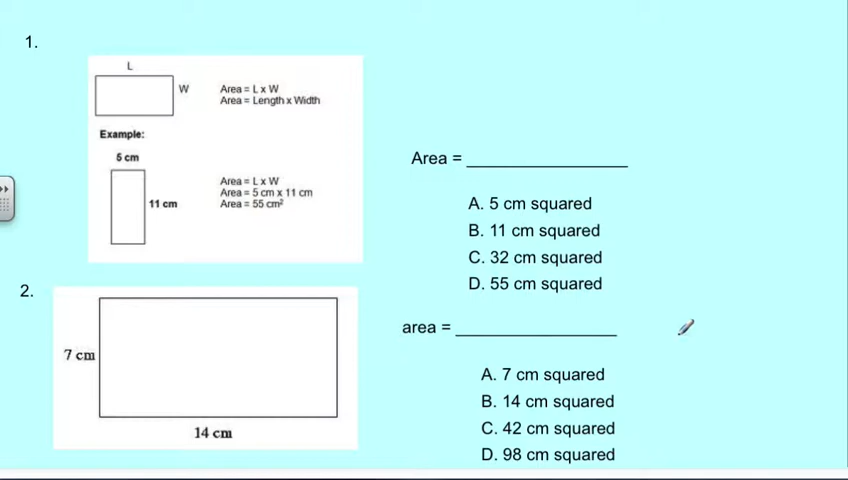 1.
L
W
Area = L x W
Area = Length x Width
Example:
5 cm
11 cm
Area = L x W
Area = 5 cm x 11 cm
Area = 55 cm²
Area = ________________
A. 5 cm squared
B. 11 cm squared
C. 32 cm squared
D. 55 cm squared
2.
7 cm
14 cm
area = ________________
A. 7 cm squared
B. 14 cm squared
C. 42 cm squared
D. 98 cm squared